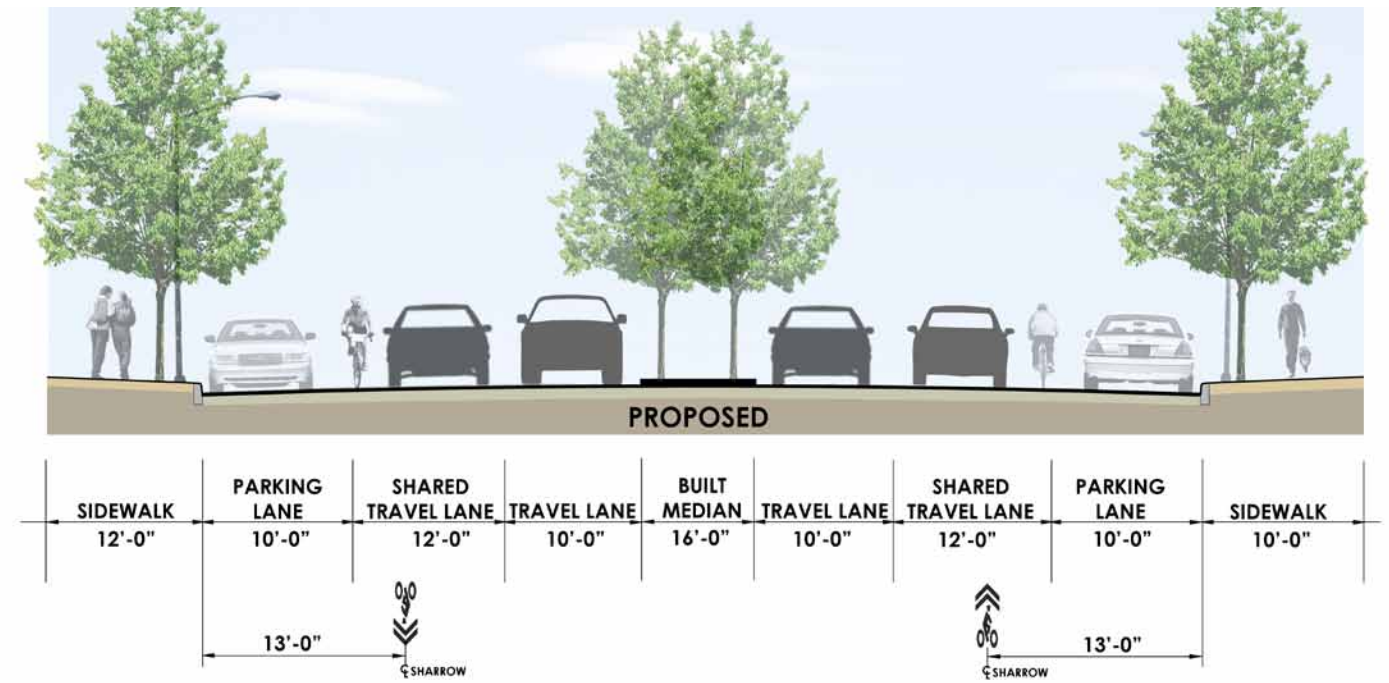 PROPOSED
SIDEWALK
12'-0"
PARKING
LANE
10'-0"
SHARED
TRAVEL LANE
12'-0"
TRAVEL LANE
10'-0"
BUILT
MEDIAN
16'-0"
TRAVEL LANE
10'-0"
SHARED
TRAVEL LANE
12'-0"
PARKING
LANE
10'-0"
SIDEWALK
10'-0"
13'-0"
℄ SHARROW
13'-0"
℄ SHARROW